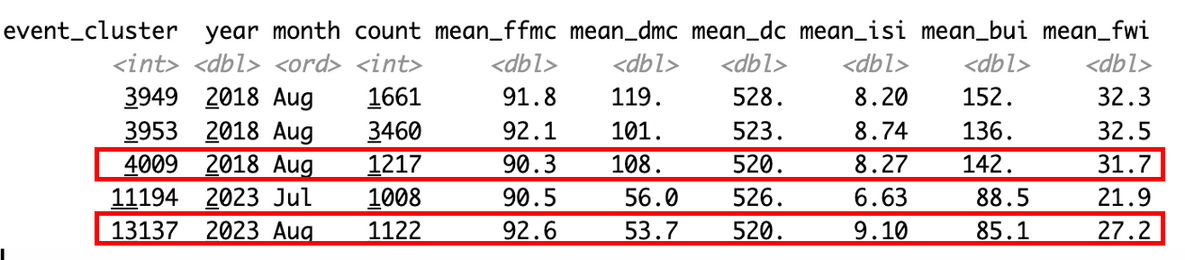 event_cluster year month count mean_ffmc mean_dmc mean_dc mean_isi mean_bui mean_fwi
<int> <dbl> <ord> <int> <dbl> <dbl> <dbl> <dbl> <dbl> <dbl>
3949 2018 Aug 1661 91.8 119. 528. 8.20 152. 32.3
3953 2018 Aug 3460 92.1 101. 523. 8.74 136. 32.5
4009 2018 Aug 1217 90.3 108. 520. 8.27 142. 31.7
11194 2023 Jul 1008 90.5 56.0 526. 6.63 88.5 21.9
13137 2023 Aug 1122 92.6 53.7 520. 9.10 85.1 27.2